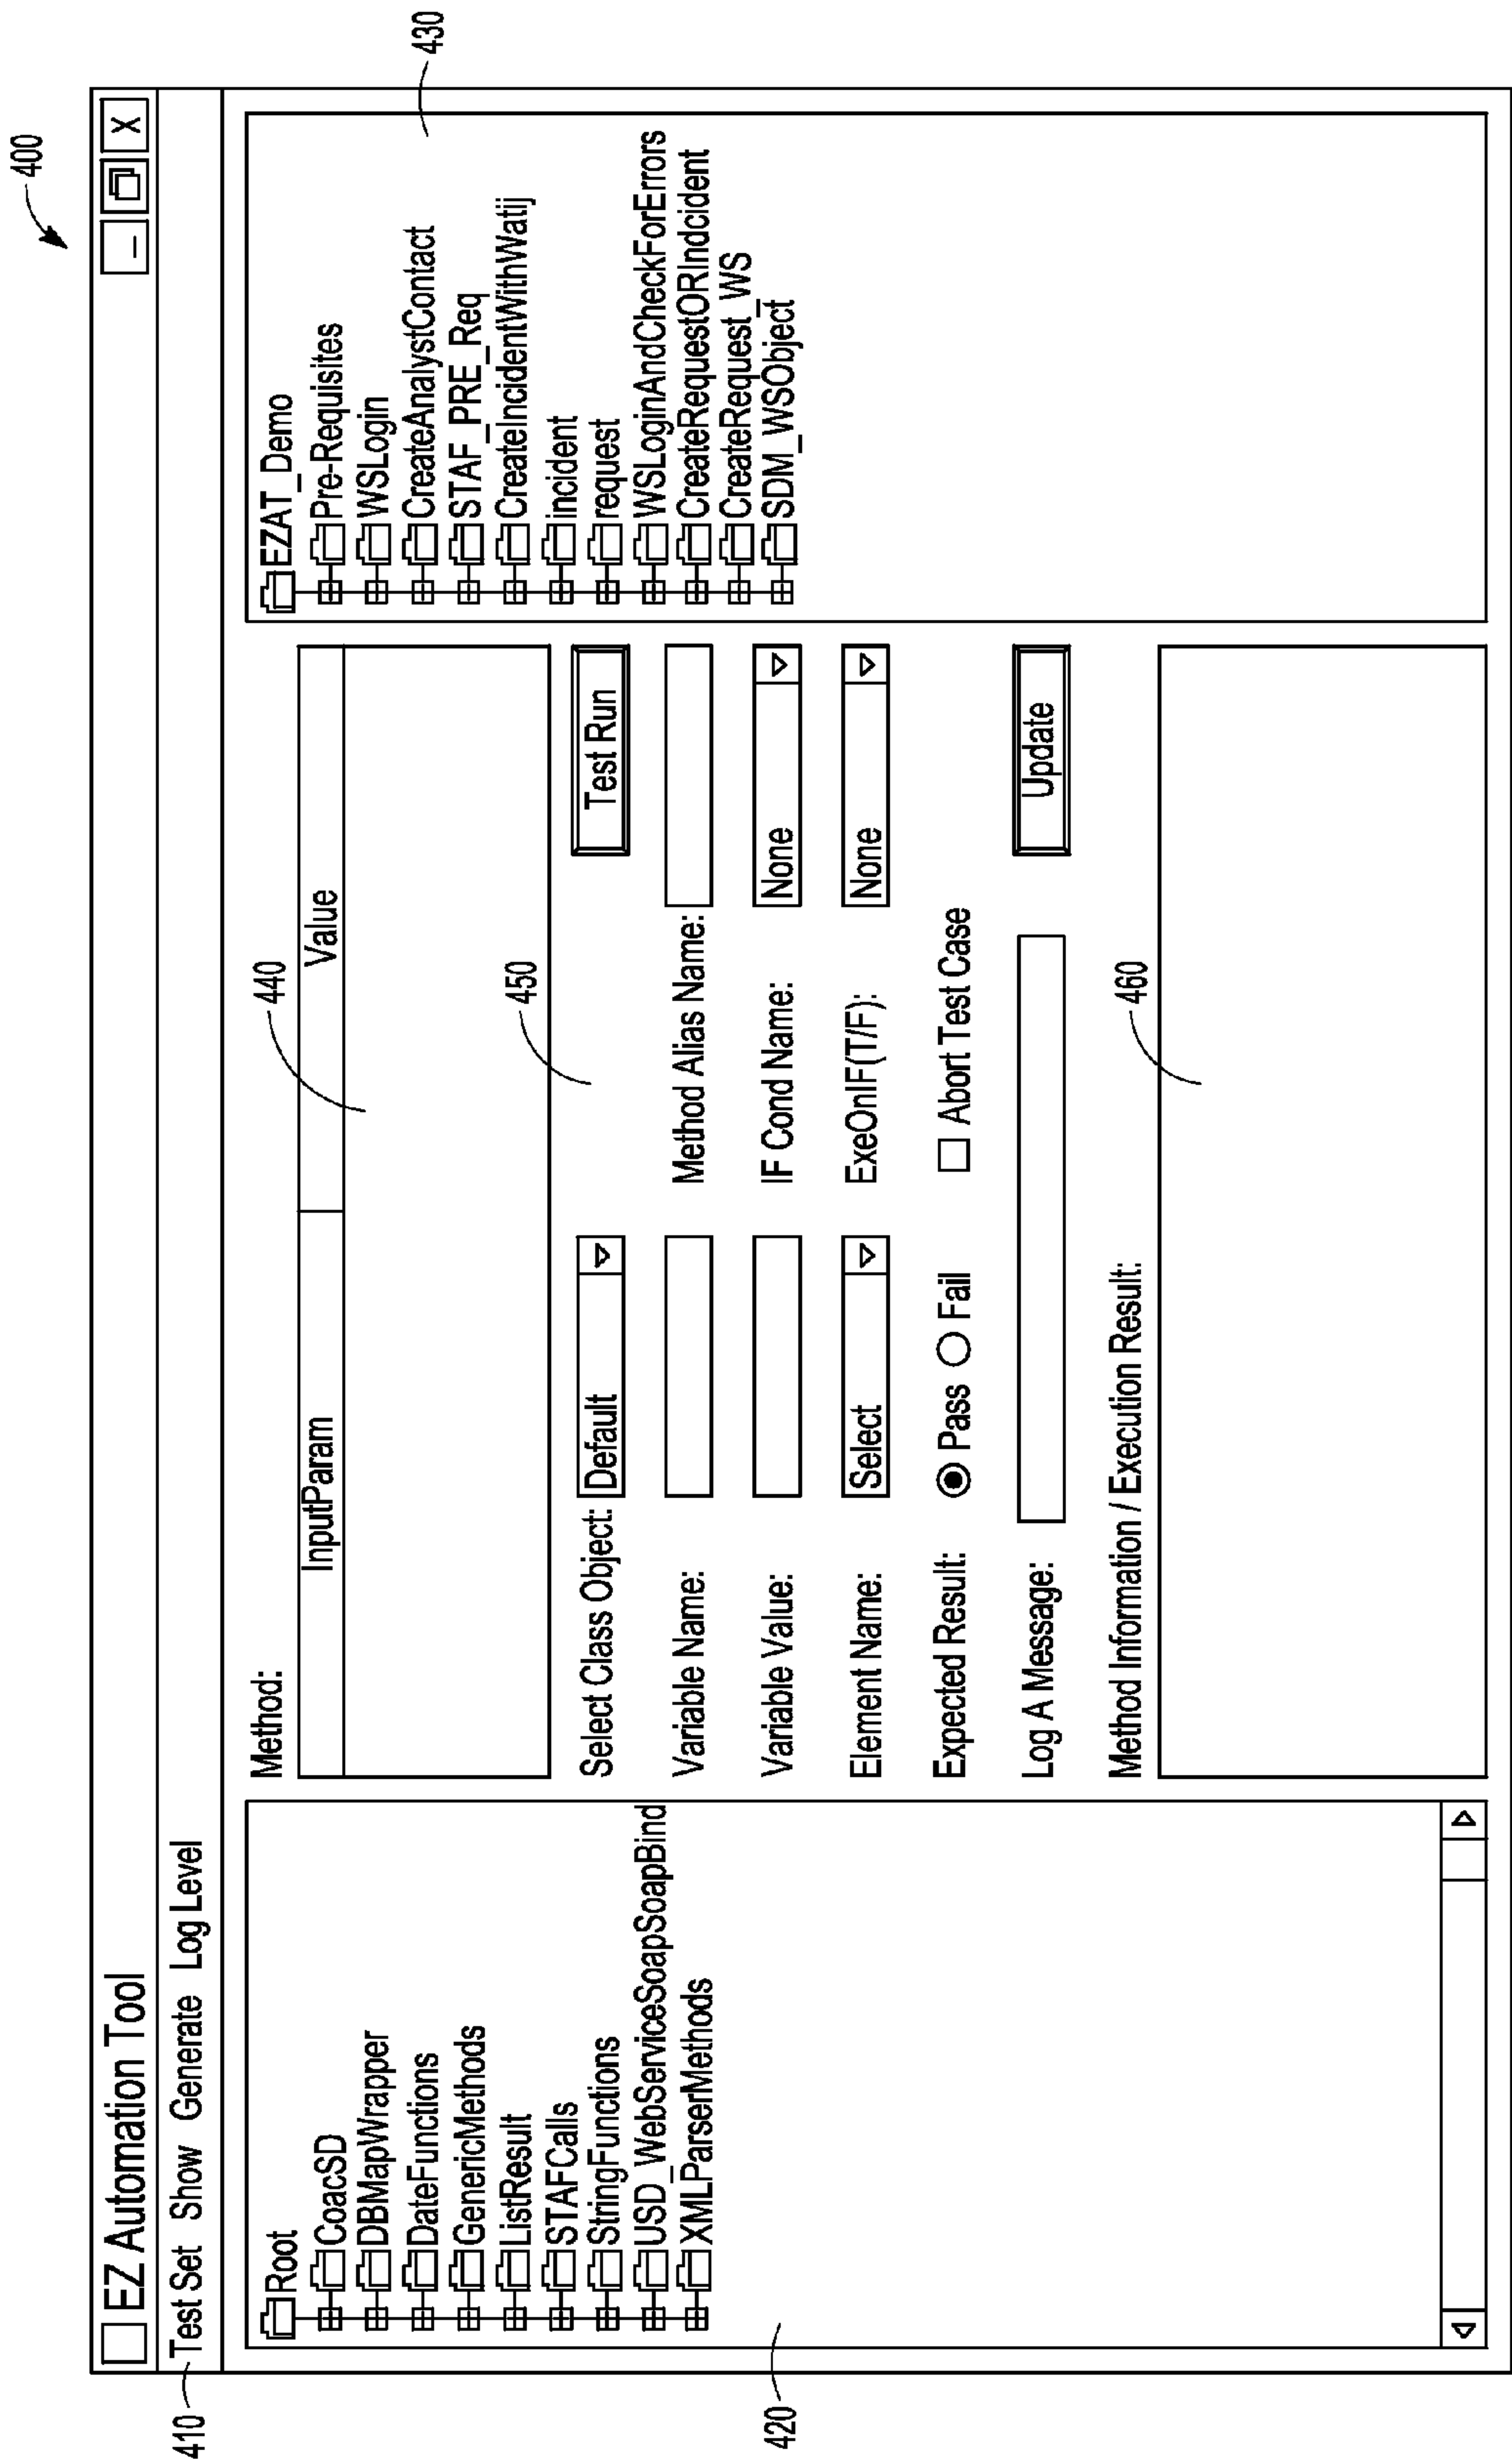 400
EZ Automation Tool
– X
410
Test Set Show Generate Log Level
Root
CoacSD
DBMapWrapper
DateFunctions
GenericMethods
ListResult
STAFCalls
StringFunctions
USD_WebServiceSoapSoapBind
XMLParserMethods
420
Method:
440
InputParam Value
450
Select Class Object: Default Test Run
Variable Name: Method Alias Name:
Variable Value: IF Cond Name: None
Element Name: Select ExeOnIF(T/F): None
Expected Result: Pass Fail Abort Test Case
Log A Message: Update
Method Information / Execution Result:
460
430
EZAT_Demo
Pre-Requisites
WSLogin
CreateAnalystContact
STAF_PRE_Req
CreateIncidentWithWatij
incident
request
WSLoginAndCheckForErrors
CreateRequestORIndcident
CreateRequest_WS
SDM_WSObject